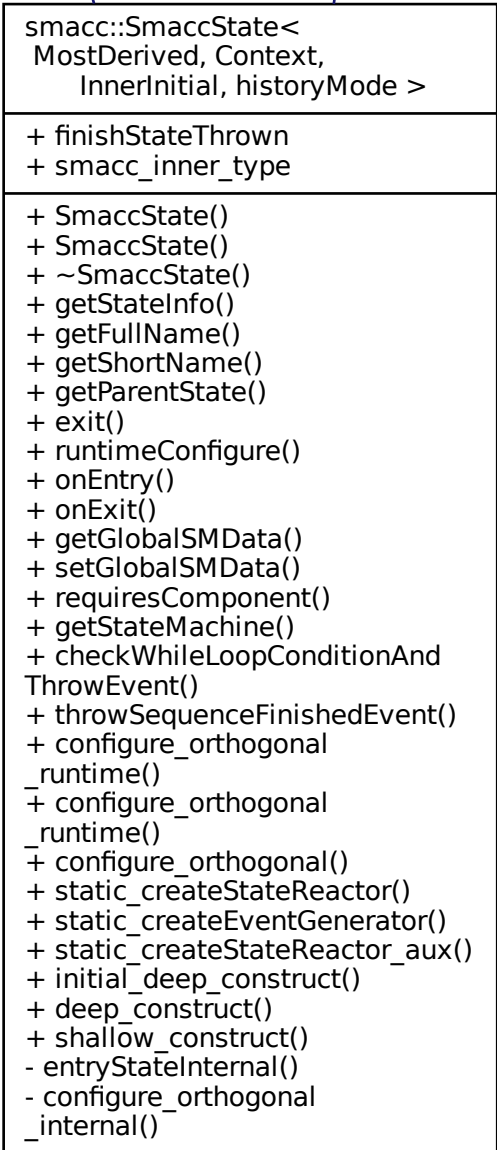 smacc::SmaccState<
MostDerived, Context,
InnerInitial, historyMode >
+ finishStateThrown
+ smacc_inner_type
+ SmaccState()
+ SmaccState()
+ ~SmaccState()
+ getStateInfo()
+ getFullName()
+ getShortName()
+ getParentState()
+ exit()
+ runtimeConfigure()
+ onEntry()
+ onExit()
+ getGlobalSMData()
+ setGlobalSMData()
+ requiresComponent()
+ getStateMachine()
+ checkWhileLoopConditionAnd
ThrowEvent()
+ throwSequenceFinishedEvent()
+ configure_orthogonal
_runtime()
+ configure_orthogonal
_runtime()
+ configure_orthogonal()
+ static_createStateReactor()
+ static_createEventGenerator()
+ static_createStateReactor_aux()
+ initial_deep_construct()
+ deep_construct()
+ shallow_construct()
- entryStateInternal()
- configure_orthogonal
_internal()